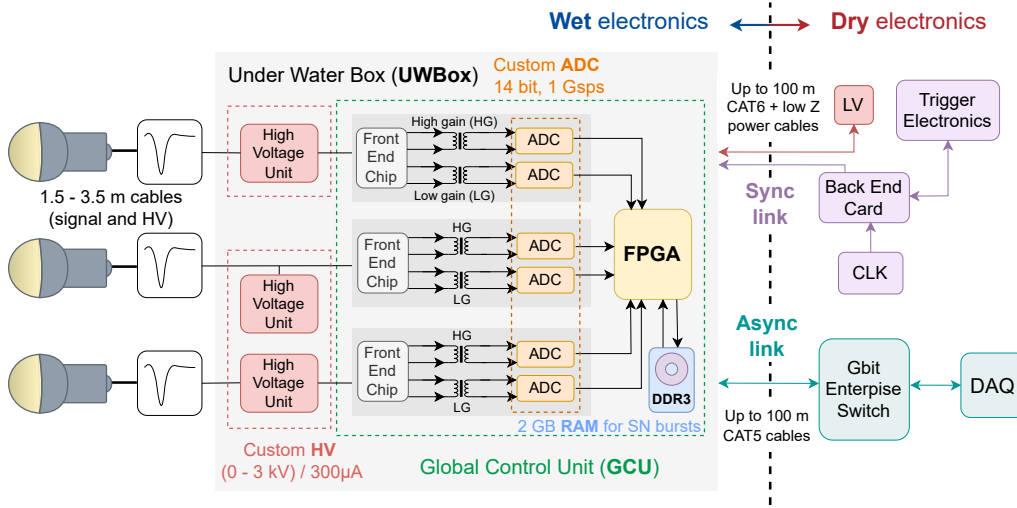 Wet electronics
Dry electronics
Under Water Box (UWBox)
Custom ADC
14 bit, 1 Gsps
Up to 100 m
CAT6 + low Z
power cables
LV
Trigger
Electronics
High
Voltage
Unit
Front
End
Chip
High gain (HG)
Low gain (LG)
ADC
ADC
1.5 - 3.5 m cables
(signal and HV)
Sync
link
Back End
Card
CLK
High
Voltage
Unit
Front
End
Chip
HG
LG
ADC
ADC
FPGA
High
Voltage
Unit
Front
End
Chip
HG
LG
ADC
ADC
DDR3
2 GB RAM for SN bursts
Async
link
Gbit
Enterpise
Switch
DAQ
Up to 100 m
CAT5 cables
Custom HV
(0 - 3 kV) / 300μA
Global Control Unit (GCU)